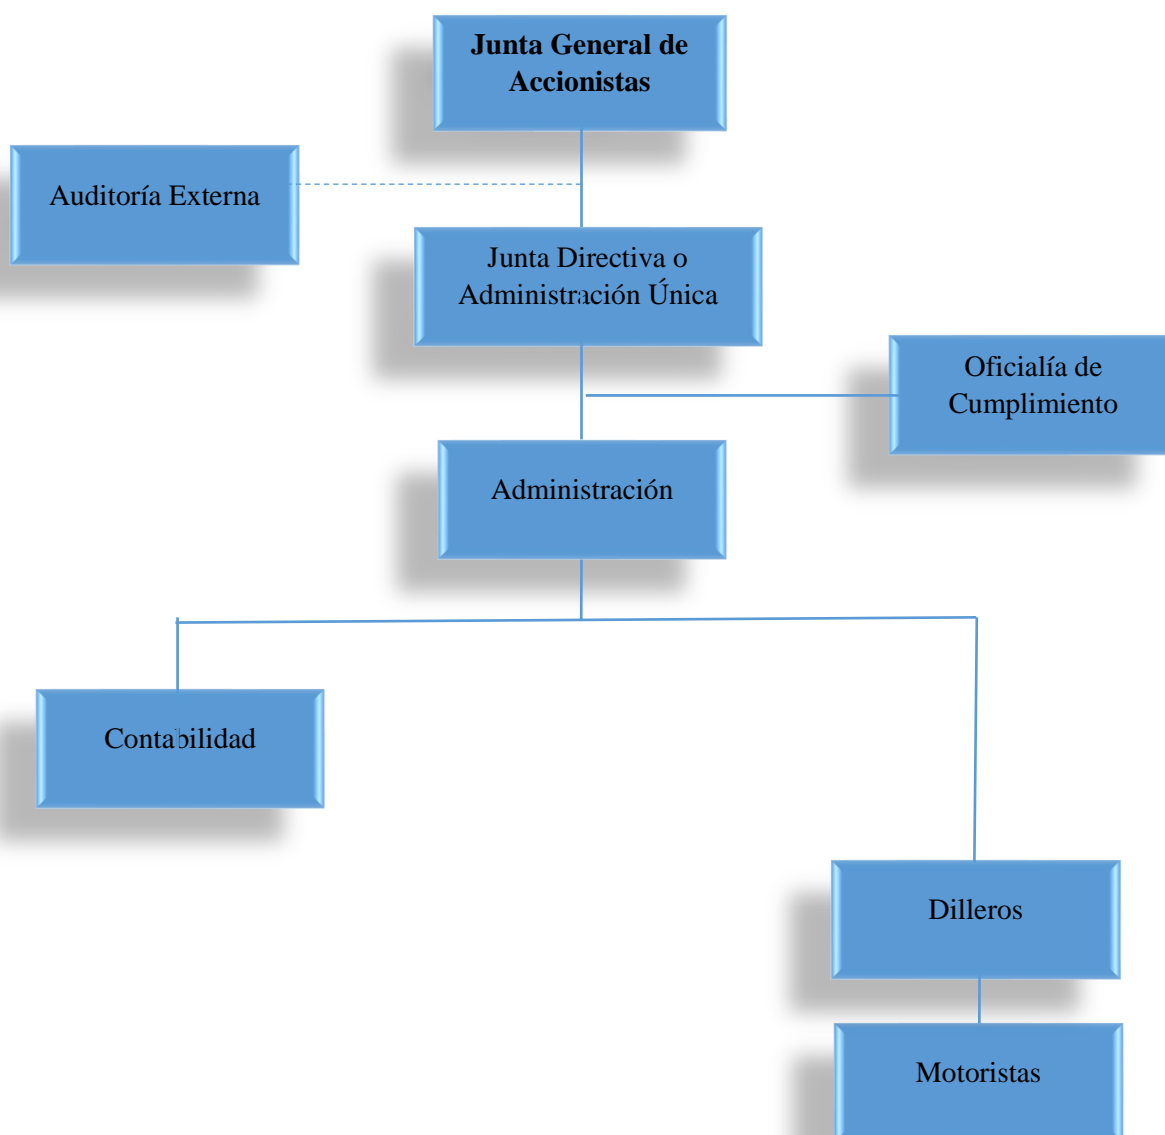 Junta General de
Accionistas
Auditoría Externa
Junta Directiva o
Administración Única
Oficialía de
Cumplimiento
Administración
Contabilidad
Dilleros
Motoristas